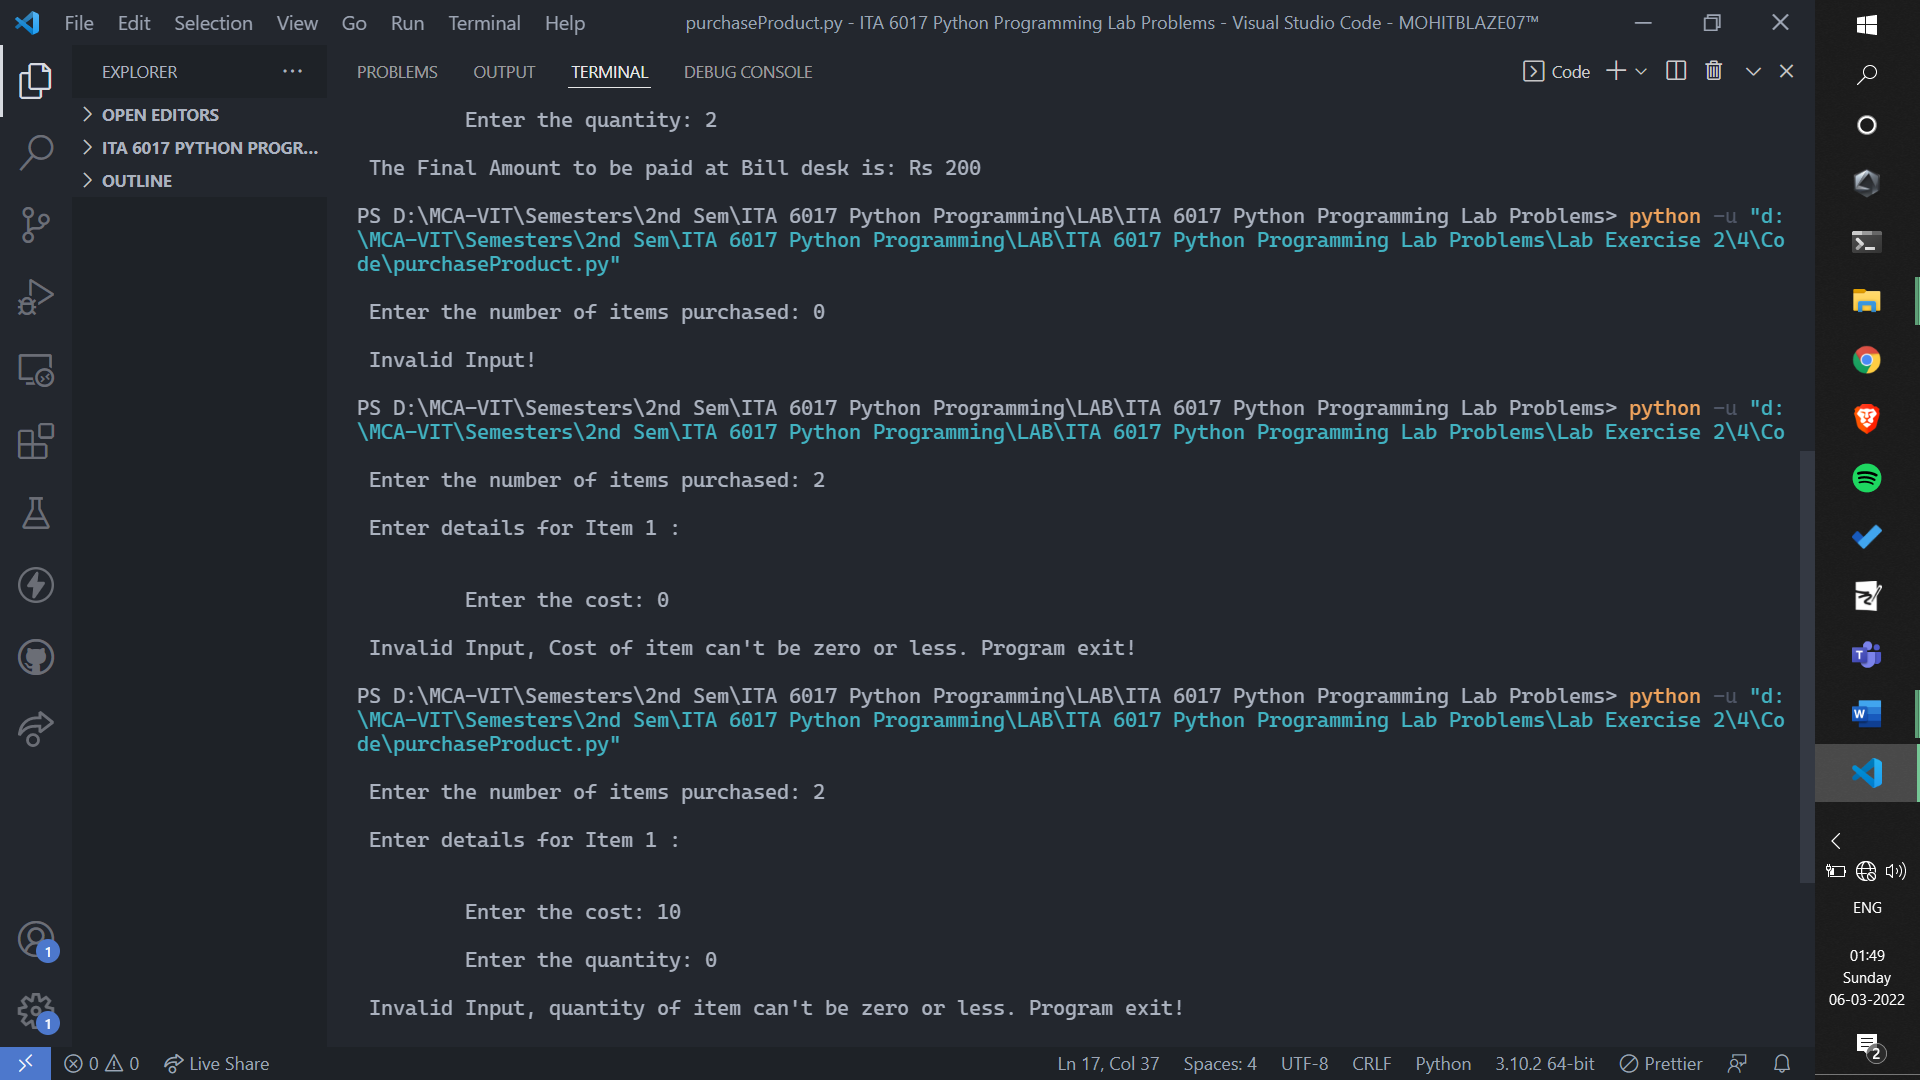 File Edit Selection View Go Run Terminal Help
purchaseProduct.py - ITA 6017 Python Programming Lab Problems - Visual Studio Code - MOHITBLAZE07™
EXPLORER
OPEN EDITORS
ITA 6017 PYTHON PROGR...
OUTLINE
PROBLEMS OUTPUT TERMINAL DEBUG CONSOLE
Code
Enter the quantity: 2
The Final Amount to be paid at Bill desk is: Rs 200
PS D:\MCA-VIT\Semesters\2nd Sem\ITA 6017 Python Programming\LAB\ITA 6017 Python Programming Lab Problems> python -u "d:
\MCA-VIT\Semesters\2nd Sem\ITA 6017 Python Programming\LAB\ITA 6017 Python Programming Lab Problems\Lab Exercise 2\4\Co
de\purchaseProduct.py"
Enter the number of items purchased: 0
Invalid Input!
PS D:\MCA-VIT\Semesters\2nd Sem\ITA 6017 Python Programming\LAB\ITA 6017 Python Programming Lab Problems> python -u "d:
\MCA-VIT\Semesters\2nd Sem\ITA 6017 Python Programming\LAB\ITA 6017 Python Programming Lab Problems\Lab Exercise 2\4\Co
Enter the number of items purchased: 2
Enter details for Item 1 :
Enter the cost: 0
Invalid Input, Cost of item can't be zero or less. Program exit!
PS D:\MCA-VIT\Semesters\2nd Sem\ITA 6017 Python Programming\LAB\ITA 6017 Python Programming Lab Problems> python -u "d:
\MCA-VIT\Semesters\2nd Sem\ITA 6017 Python Programming\LAB\ITA 6017 Python Programming Lab Problems\Lab Exercise 2\4\Co
de\purchaseProduct.py"
Enter the number of items purchased: 2
Enter details for Item 1 :
Enter the cost: 10
Enter the quantity: 0
Invalid Input, quantity of item can't be zero or less. Program exit!
1
1
0 0 Live Share
Ln 17, Col 37 Spaces: 4 UTF-8 CRLF Python 3.10.2 64-bit Prettier
ENG
01:49
Sunday
06-03-2022
2